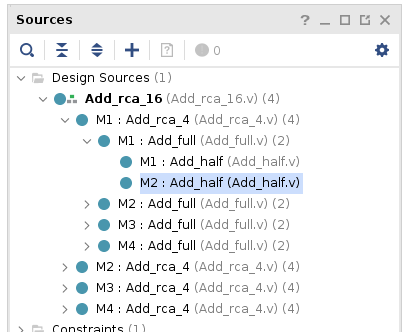 Sources
? _ □ ×
0
Design Sources (1)
Add_rca_16 (Add_rca_16.v) (4)
M1 : Add_rca_4 (Add_rca_4.v) (4)
M1 : Add_full (Add_full.v) (2)
M1 : Add_half (Add_half.v)
M2 : Add_half (Add_half.v)
M2 : Add_full (Add_full.v) (2)
M3 : Add_full (Add_full.v) (2)
M4 : Add_full (Add_full.v) (2)
M2 : Add_rca_4 (Add_rca_4.v) (4)
M3 : Add_rca_4 (Add_rca_4.v) (4)
M4 : Add_rca_4 (Add_rca_4.v) (4)
Constraints (1)